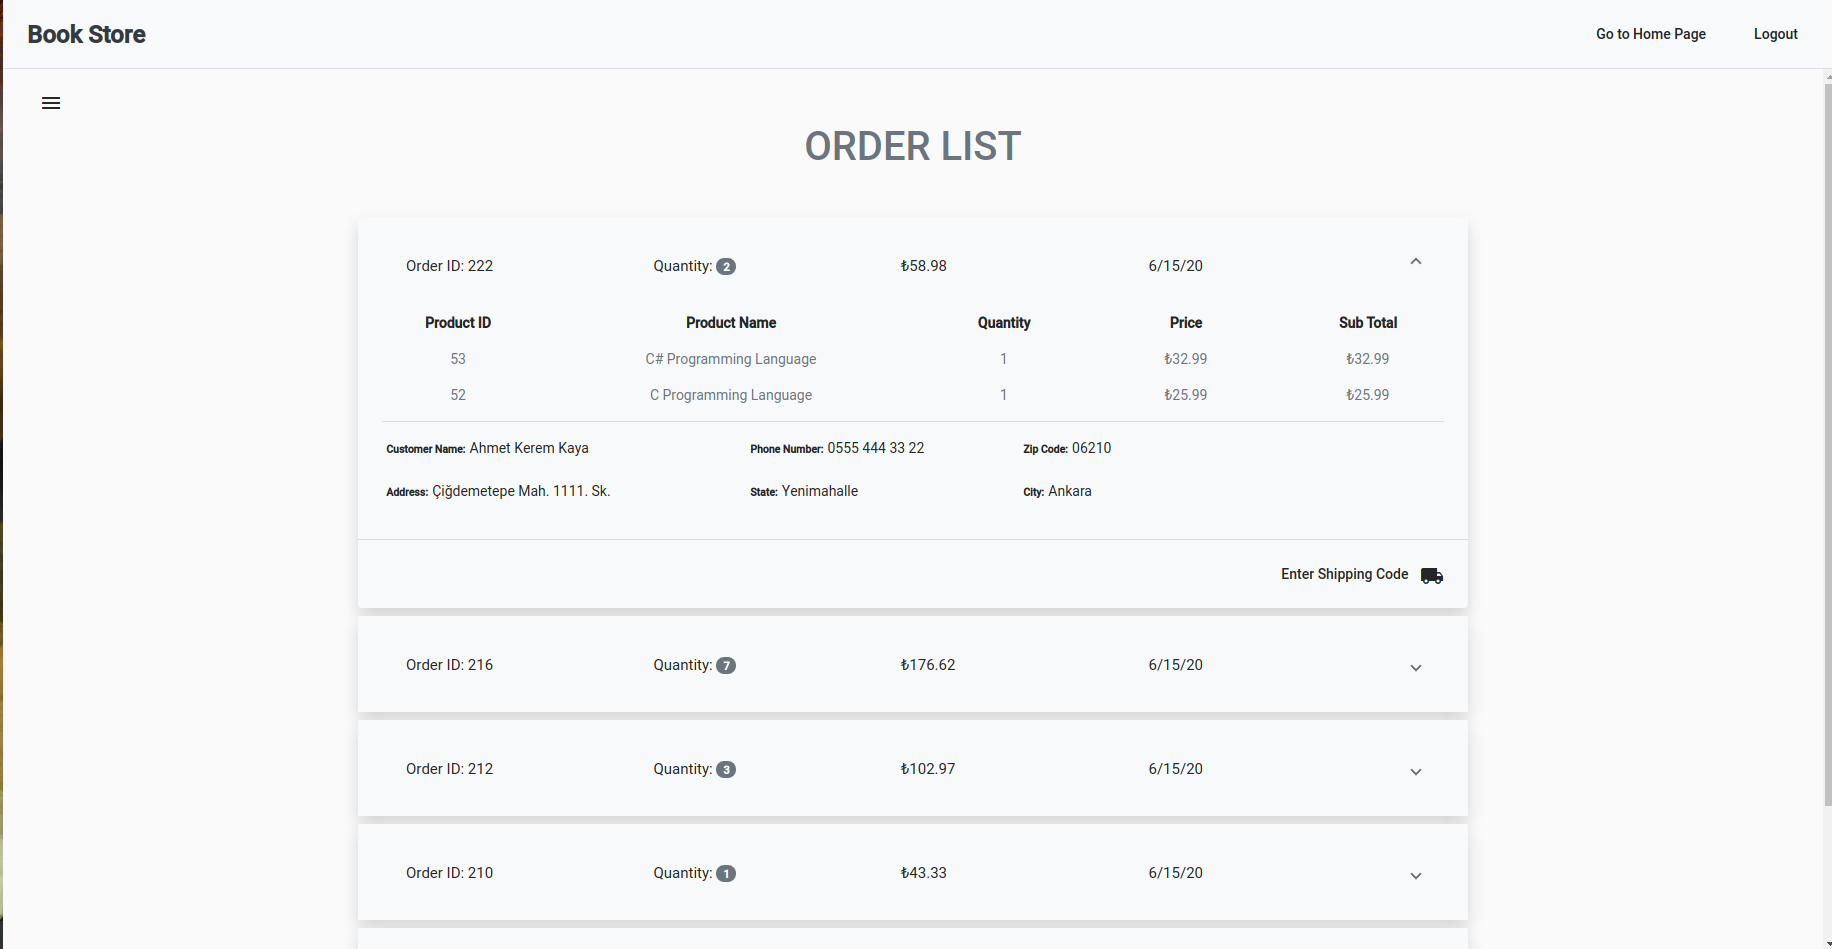 Book Store
Go to Home Page
Logout
ORDER LIST
Order ID: 222 Quantity: 2 ₺58.98 6/15/20
Product ID Product Name Quantity Price Sub Total
53 C# Programming Language 1 ₺32.99 ₺32.99
52 C Programming Language 1 ₺25.99 ₺25.99
Customer Name: Ahmet Kerem Kaya Phone Number: 0555 444 33 22 Zip Code: 06210
Address: Çiğdemetepe Mah. 1111. Sk. State: Yenimahalle City: Ankara
Enter Shipping Code
Order ID: 216 Quantity: 7 ₺176.62 6/15/20
Order ID: 212 Quantity: 3 ₺102.97 6/15/20
Order ID: 210 Quantity: 1 ₺43.33 6/15/20